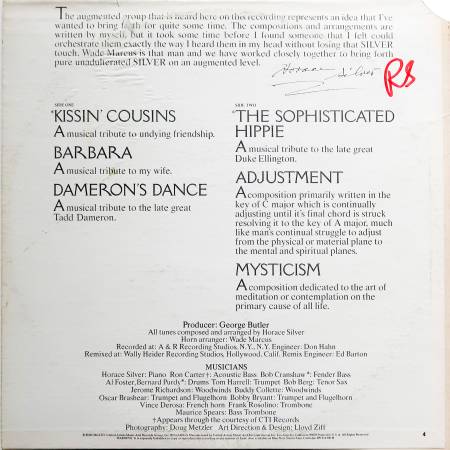 The augmented group that is heard here on this recording represents an idea that I've
wanted to bring forth for quite some time. The compositions and arrangements are
written by myself, but it took some time before I found someone that I felt could
orchestrate them exactly the way I heard them in my head without losing that SILVER
touch. Wade Marcus is that man and we have worked closely together to bring forth
pure unadulterated SILVER on an augmented level.
Horace Silver
RS
SIDE ONE
*KISSIN' COUSINS
A musical tribute to undying friendship.
BARBARA
A musical tribute to my wife.
DAMERON'S DANCE
A musical tribute to the late great
Tadd Dameron.
SIDE TWO
*THE SOPHISTICATED
HIPPIE
A musical tribute to the late great
Duke Ellington.
ADJUSTMENT
A composition primarily written in the
key of C major which is continually
adjusting until it's final chord is struck
resolving it to the key of A major, much
like man's continual struggle to adjust
from the physical or material plane to
the mental and spiritual planes.
MYSTICISM
A composition dedicated to the art of
meditation or contemplation on the
primary cause of all life.
Producer: George Butler
All tunes composed and arranged by Horace Silver
Horn arranger: Wade Marcus
Recorded at: A & R Recording Studios, N.Y., N.Y. Engineer: Don Hahn
Remixed at: Wally Heider Recording Studios, Hollywood, Calif. Remix Engineer: Ed Barton
MUSICIANS
Horace Silver: Piano Ron Carter†: Acoustic Bass Bob Cranshaw*: Fender Bass
Al Foster, Bernard Purdy*: Drums Tom Harrell: Trumpet Bob Berg: Tenor Sax
Jerome Richardson: Woodwinds Buddy Collette: Woodwinds
Oscar Brashear: Trumpet and Flugelhorn Bobby Bryant: Trumpet and Flugelhorn
Vince Derosa: French horn Frank Rosolino: Trombone
Maurice Spears: Bass Trombone
†Appears through the courtesy of CTI Records
Photography: Doug Metzler Art Direction & Design: Lloyd Ziff
4